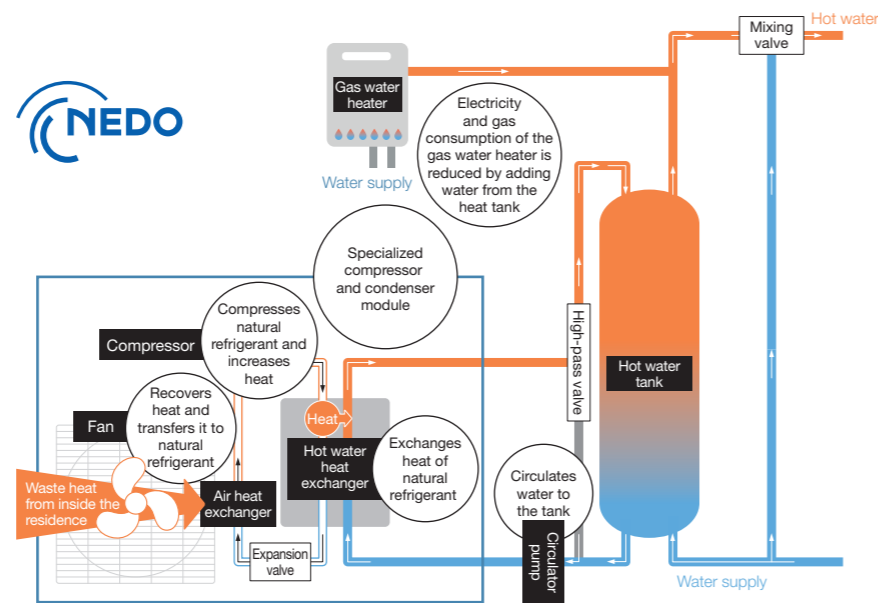 Hot water
Mixing
valve
NEDO
Gas water
heater
Water supply
Electricity
and gas
consumption of the
gas water heater is
reduced by adding
water from the
heat tank
Specialized
compressor
and condenser
module
Compresses
natural
refrigerant and
increases
heat
Compressor
Recovers
heat and
transfers it to
natural
refrigerant
Fan
Waste heat
from inside the
residence
Air heat
exchanger
Expansion
valve
Heat
Hot water
heat
exchanger
Exchanges
heat of
natural
refrigerant
High-pass valve
Hot water
tank
Circulates
water to
the tank
Circulator
pump
Water supply